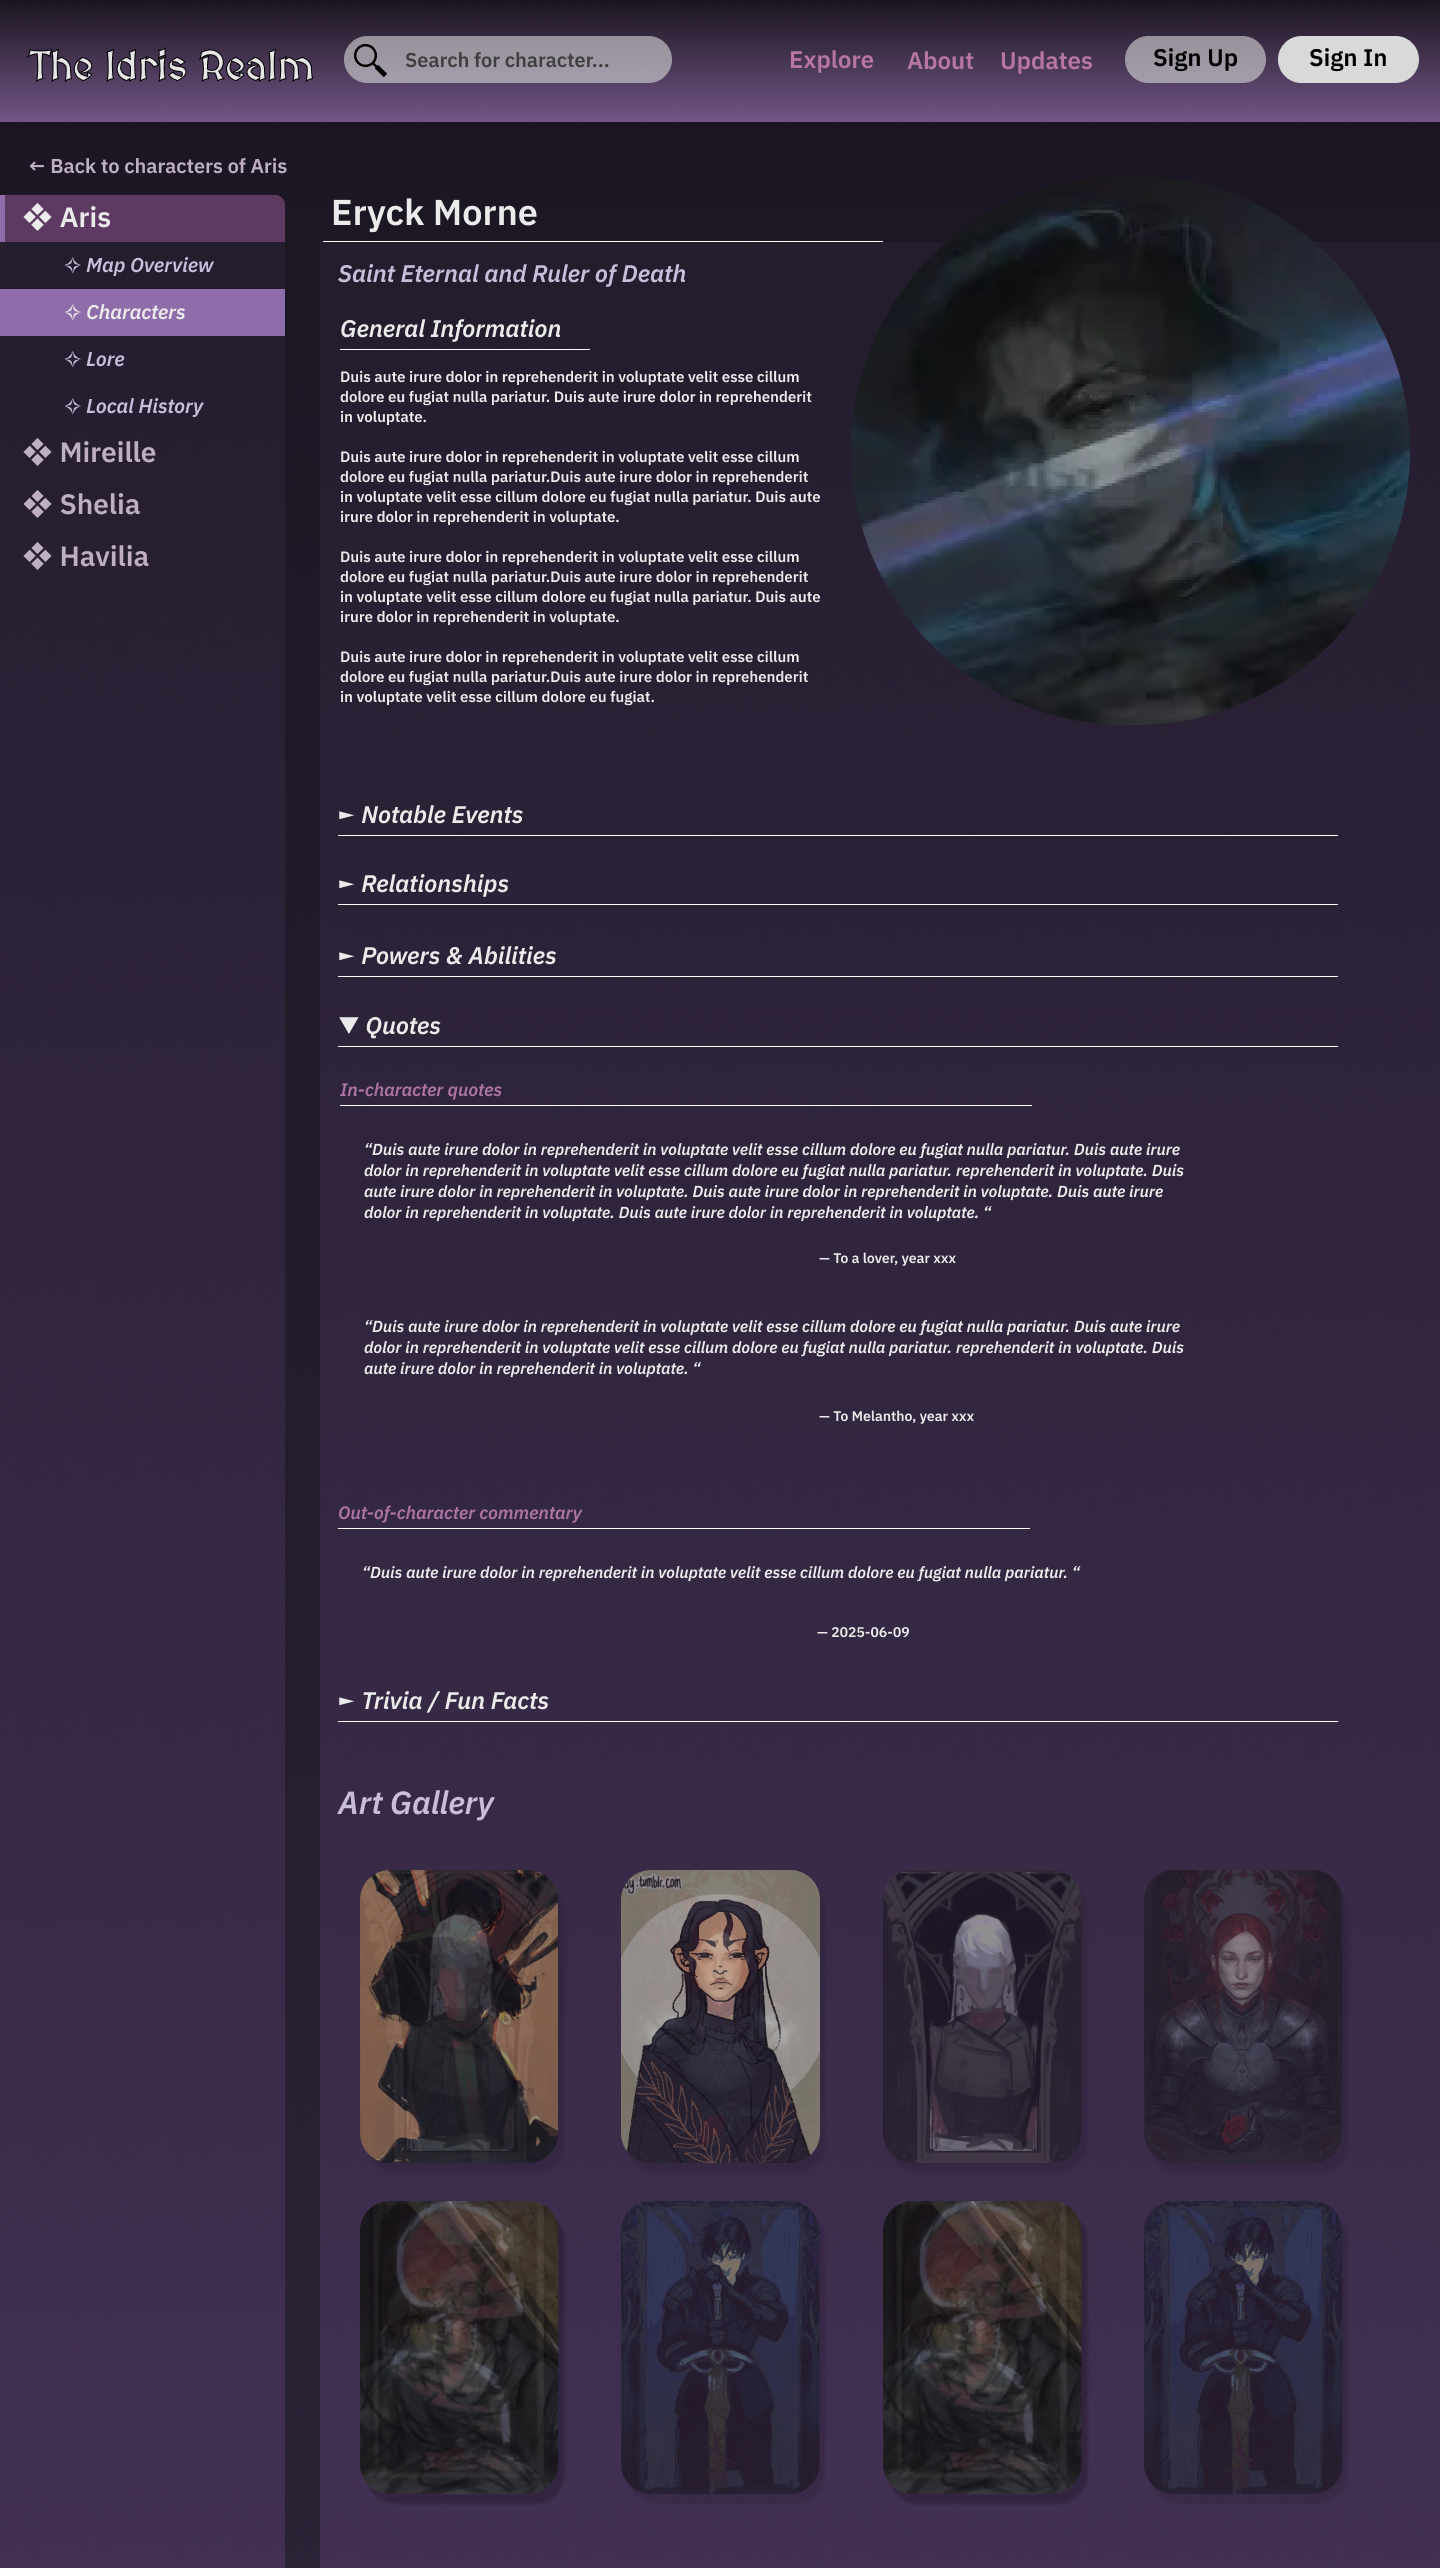 The Idris Realm
Search for character...
Explore
About
Updates
Sign Up
Sign In
← Back to characters of Aris
❖ Aris
✧ Map Overview
✧ Characters
✧ Lore
✧ Local History
❖ Mireille
❖ Shelia
❖ Havilia
Eryck Morne
Saint Eternal and Ruler of Death
General Information
Duis aute irure dolor in reprehenderit in voluptate velit esse cillum
dolore eu fugiat nulla pariatur. Duis aute irure dolor in reprehenderit
in voluptate.
Duis aute irure dolor in reprehenderit in voluptate velit esse cillum
dolore eu fugiat nulla pariatur.Duis aute irure dolor in reprehenderit
in voluptate velit esse cillum dolore eu fugiat nulla pariatur. Duis aute
irure dolor in reprehenderit in voluptate.
Duis aute irure dolor in reprehenderit in voluptate velit esse cillum
dolore eu fugiat nulla pariatur.Duis aute irure dolor in reprehenderit
in voluptate velit esse cillum dolore eu fugiat nulla pariatur. Duis aute
irure dolor in reprehenderit in voluptate.
Duis aute irure dolor in reprehenderit in voluptate velit esse cillum
dolore eu fugiat nulla pariatur.Duis aute irure dolor in reprehenderit
in voluptate velit esse cillum dolore eu fugiat.
► Notable Events
► Relationships
► Powers & Abilities
▼ Quotes
In-character quotes
“Duis aute irure dolor in reprehenderit in voluptate velit esse cillum dolore eu fugiat nulla pariatur. Duis aute irure
dolor in reprehenderit in voluptate velit esse cillum dolore eu fugiat nulla pariatur. reprehenderit in voluptate. Duis
aute irure dolor in reprehenderit in voluptate. Duis aute irure dolor in reprehenderit in voluptate. Duis aute irure
dolor in reprehenderit in voluptate. Duis aute irure dolor in reprehenderit in voluptate. “
— To a lover, year xxx
“Duis aute irure dolor in reprehenderit in voluptate velit esse cillum dolore eu fugiat nulla pariatur. Duis aute irure
dolor in reprehenderit in voluptate velit esse cillum dolore eu fugiat nulla pariatur. reprehenderit in voluptate. Duis
aute irure dolor in reprehenderit in voluptate. “
— To Melantho, year xxx
Out-of-character commentary
“Duis aute irure dolor in reprehenderit in voluptate velit esse cillum dolore eu fugiat nulla pariatur. “
— 2025-06-09
► Trivia / Fun Facts
Art Gallery
.tumblr.com